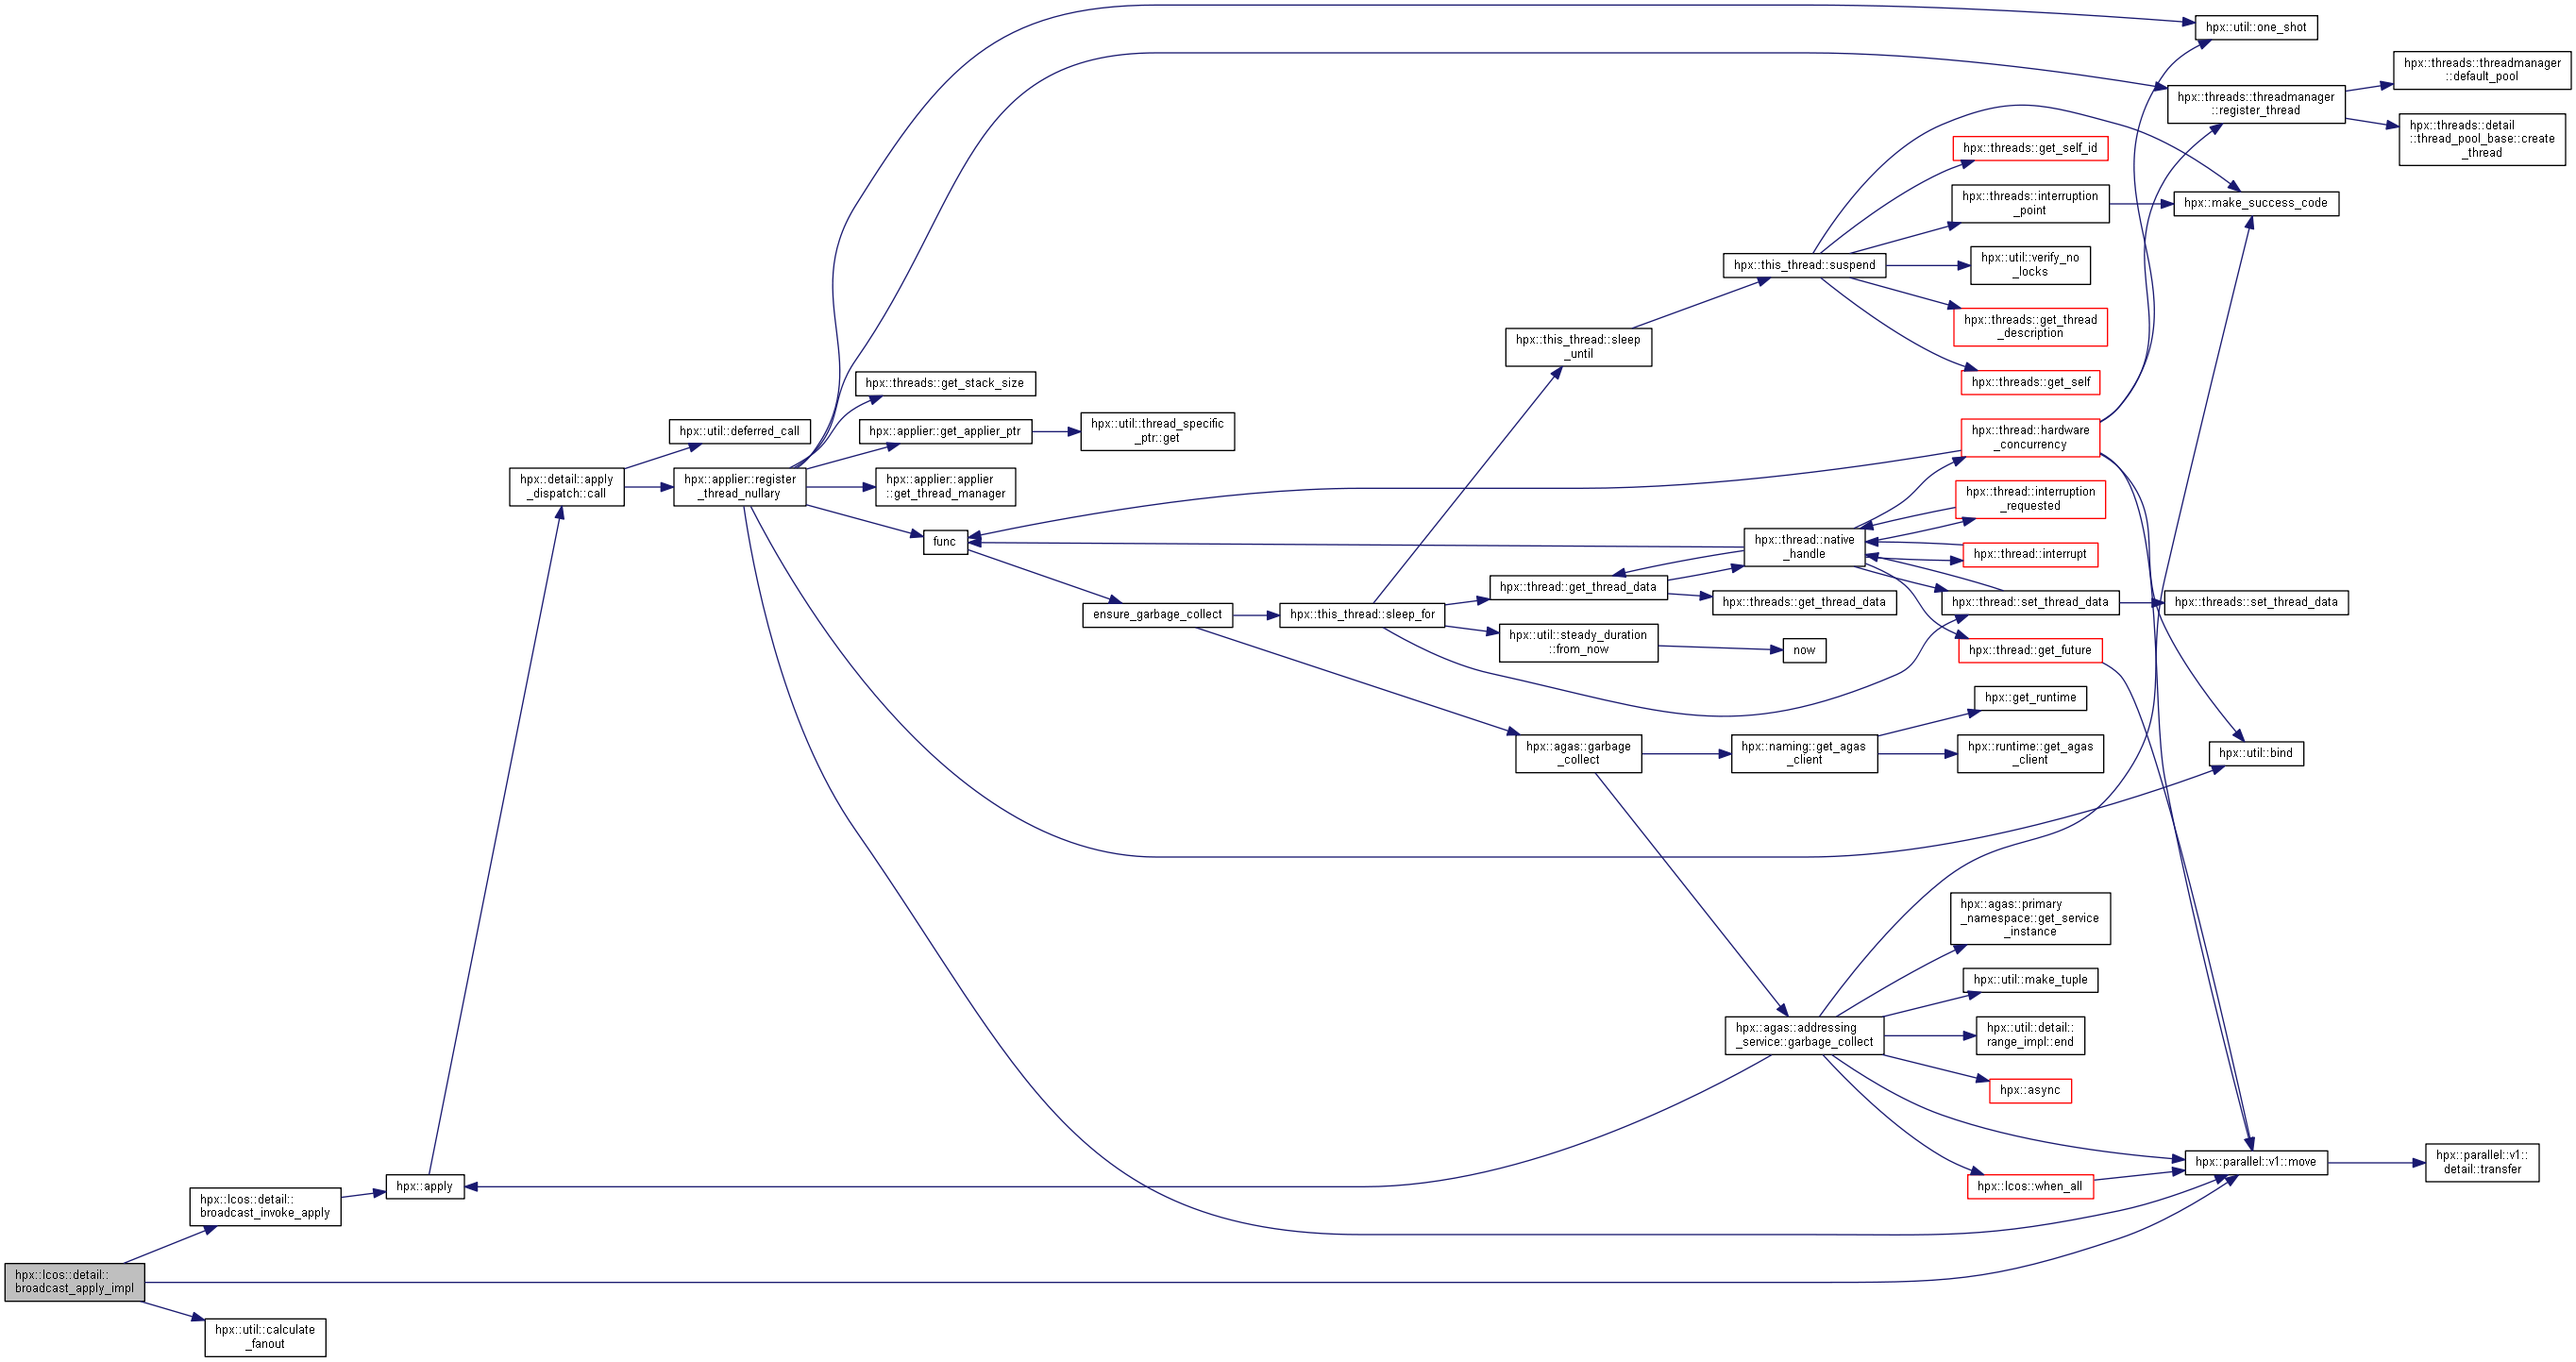 hpx::util::one_shot
hpx::threads::threadmanager
::default_pool
hpx::threads::threadmanager
::register_thread
hpx::threads::detail
::thread_pool_base::create
_thread
hpx::threads::get_self_id
hpx::threads::interruption
_point
hpx::make_success_code
hpx::this_thread::suspend
hpx::util::verify_no
_locks
hpx::threads::get_thread
_description
hpx::this_thread::sleep
_until
hpx::threads::get_self
hpx::threads::get_stack_size
hpx::util::deferred_call
hpx::applier::get_applier_ptr
hpx::util::thread_specific
_ptr::get
hpx::thread::hardware
_concurrency
hpx::detail::apply
_dispatch::call
hpx::applier::register
_thread_nullary
hpx::applier::applier
::get_thread_manager
hpx::thread::interruption
_requested
func
hpx::thread::native
_handle
hpx::thread::interrupt
hpx::thread::get_thread_data
hpx::threads::get_thread_data
hpx::thread::set_thread_data
hpx::threads::set_thread_data
ensure_garbage_collect
hpx::this_thread::sleep_for
hpx::util::steady_duration
::from_now
now
hpx::thread::get_future
hpx::get_runtime
hpx::agas::garbage
_collect
hpx::naming::get_agas
_client
hpx::runtime::get_agas
_client
hpx::util::bind
hpx::agas::primary
_namespace::get_service
_instance
hpx::util::make_tuple
hpx::agas::addressing
_service::garbage_collect
hpx::util::detail::
range_impl::end
hpx::async
hpx::parallel::v1::move
hpx::parallel::v1::
detail::transfer
hpx::lcos::when_all
hpx::apply
hpx::lcos::detail::
broadcast_invoke_apply
hpx::lcos::detail::
broadcast_apply_impl
hpx::util::calculate
_fanout